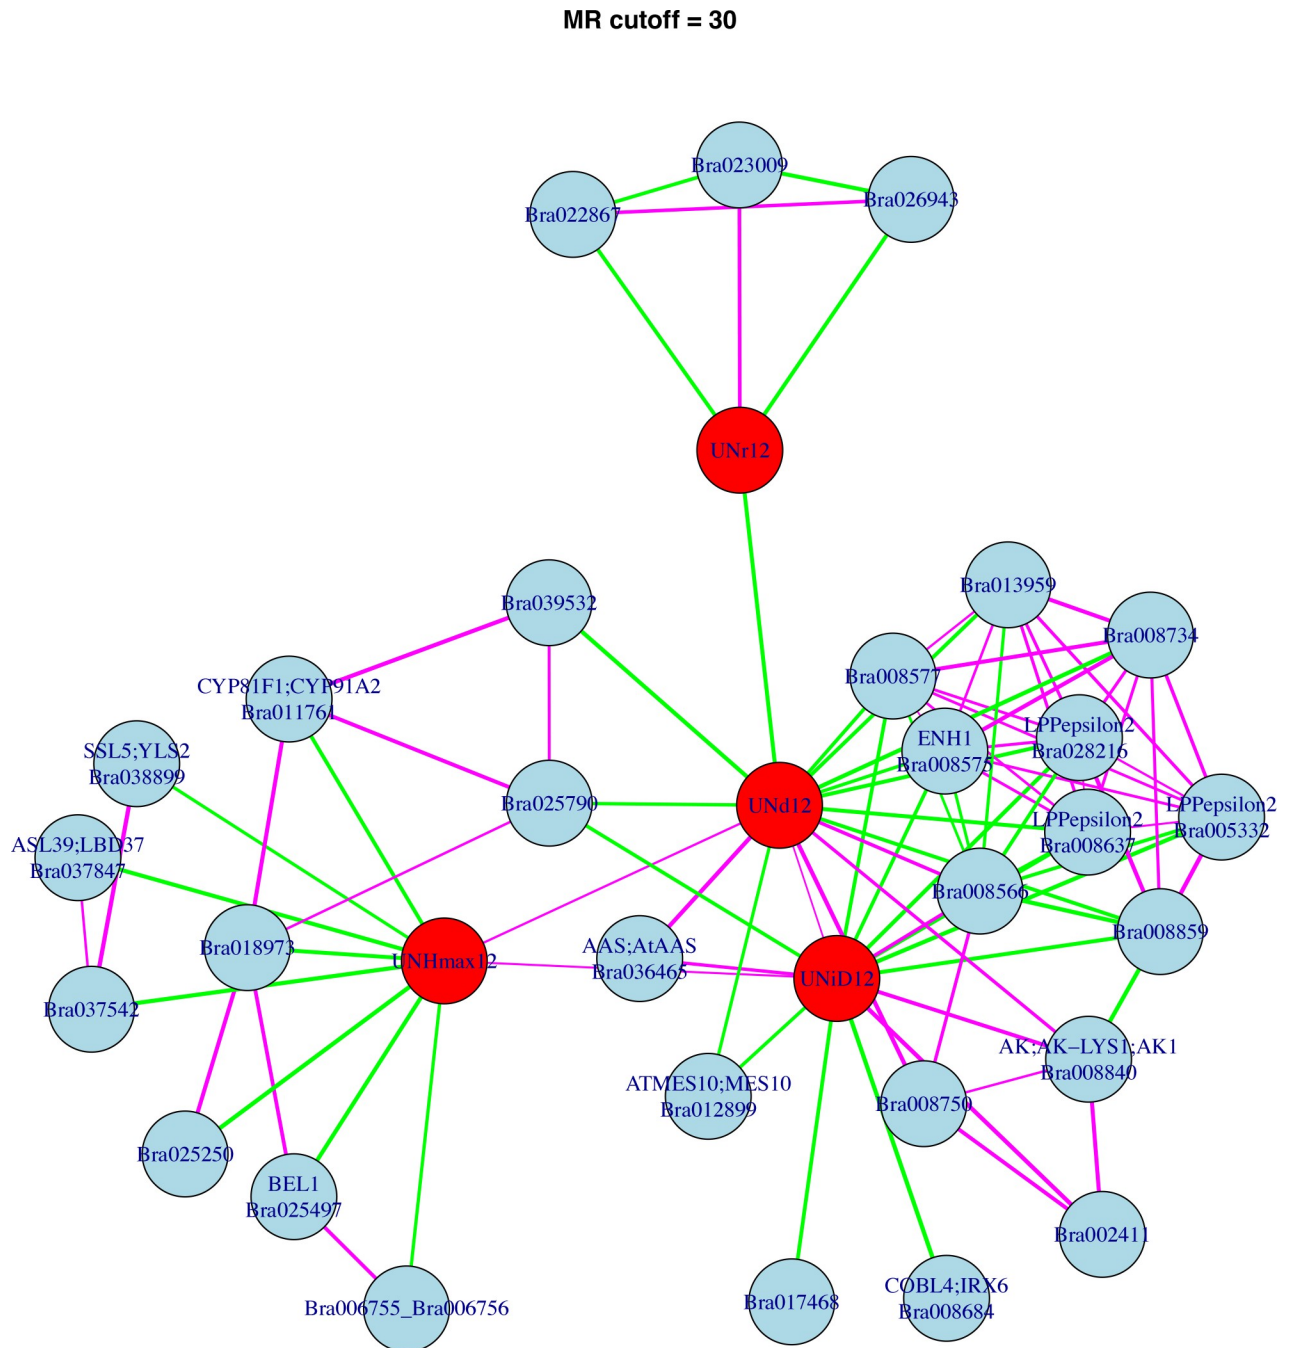 MR cutoff = 30
Bra023009
Bra026943
Bra022867
UNr12
Bra013959
Bra039532
Bra008734
Bra008577
CYP81F1;CYP91A2
Bra011761
LPPepsilon2
Bra028216
ENH1
Bra008575
SSL5;YLS2
Bra038899
Bra025790
UNd12
LPPepsilon2
Bra005332
LPPepsilon2
Bra008637
ASL39;LBD37
Bra037847
Bra008566
Bra008859
Bra018973
UNHmax12
AAS;AtAAS
Bra036465
UNiD12
Bra037542
AK;AK−LYS1;AK1
Bra008840
ATMES10;MES10
Bra012899
Bra008750
Bra025250
BEL1
Bra025497
Bra002411
Bra006755_Bra006756
Bra017468
COBL4;IRX6
Bra008684